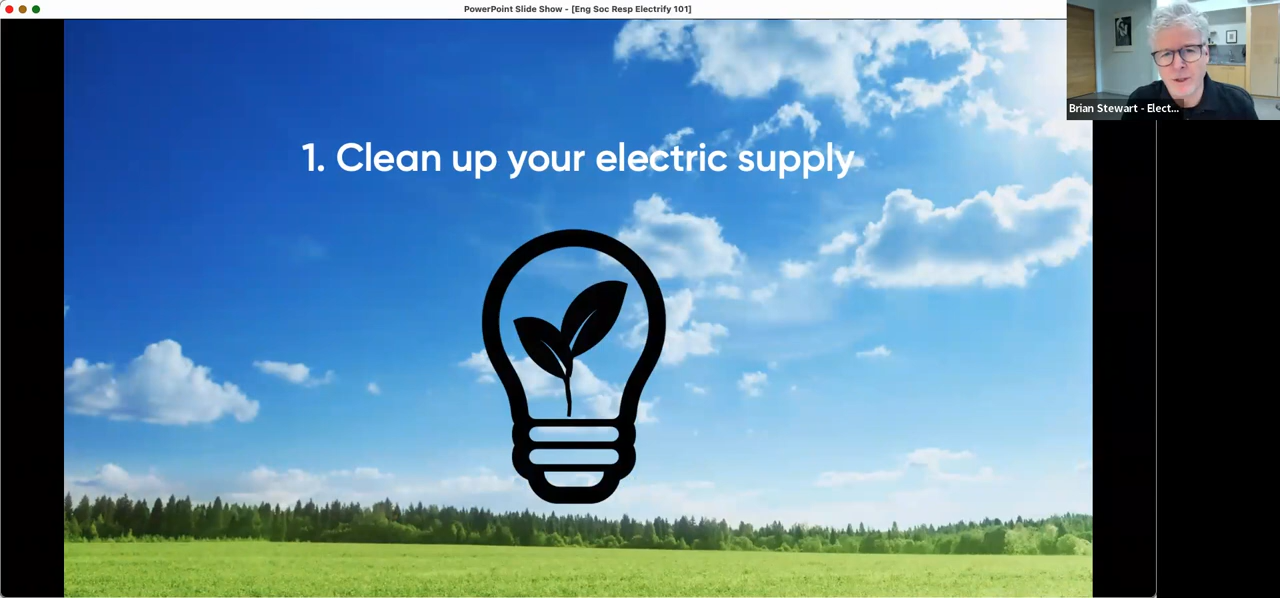 PowerPoint Slide Show - [Eng Soc Resp Electrify 101]
Brian Stewart - Elect...
1. Clean up your electric supply